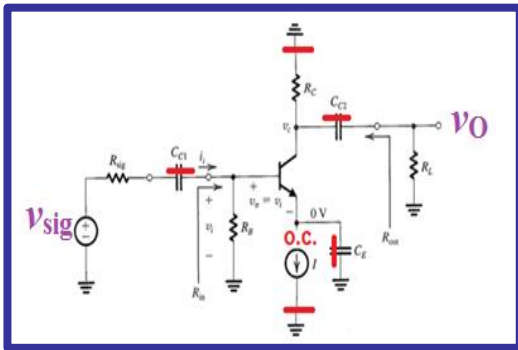 R_C
C_C2
v_c
v_O
R_sig
C_C1
i_i
R_L
v_sig
+
−
+
v_i
−
R_B
+
v_π = v_i
−
0 V
O.C.
I
C_E
R_out
R_in